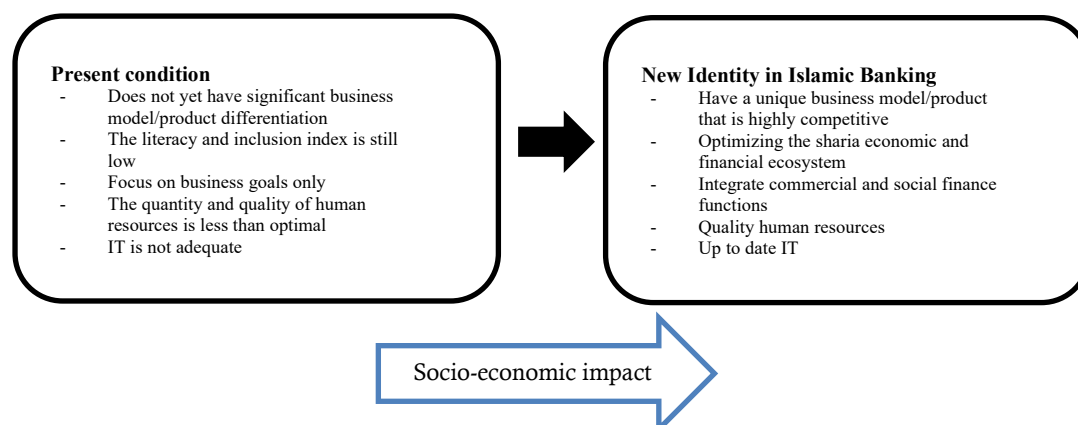 Present condition
- Does not yet have significant business
model/product differentiation
- The literacy and inclusion index is still
low
- Focus on business goals only
- The quantity and quality of human
resources is less than optimal
- IT is not adequate
New Identity in Islamic Banking
- Have a unique business model/product
that is highly competitive
- Optimizing the sharia economic and
financial ecosystem
- Integrate commercial and social finance
functions
- Quality human resources
- Up to date IT
Socio-economic impact